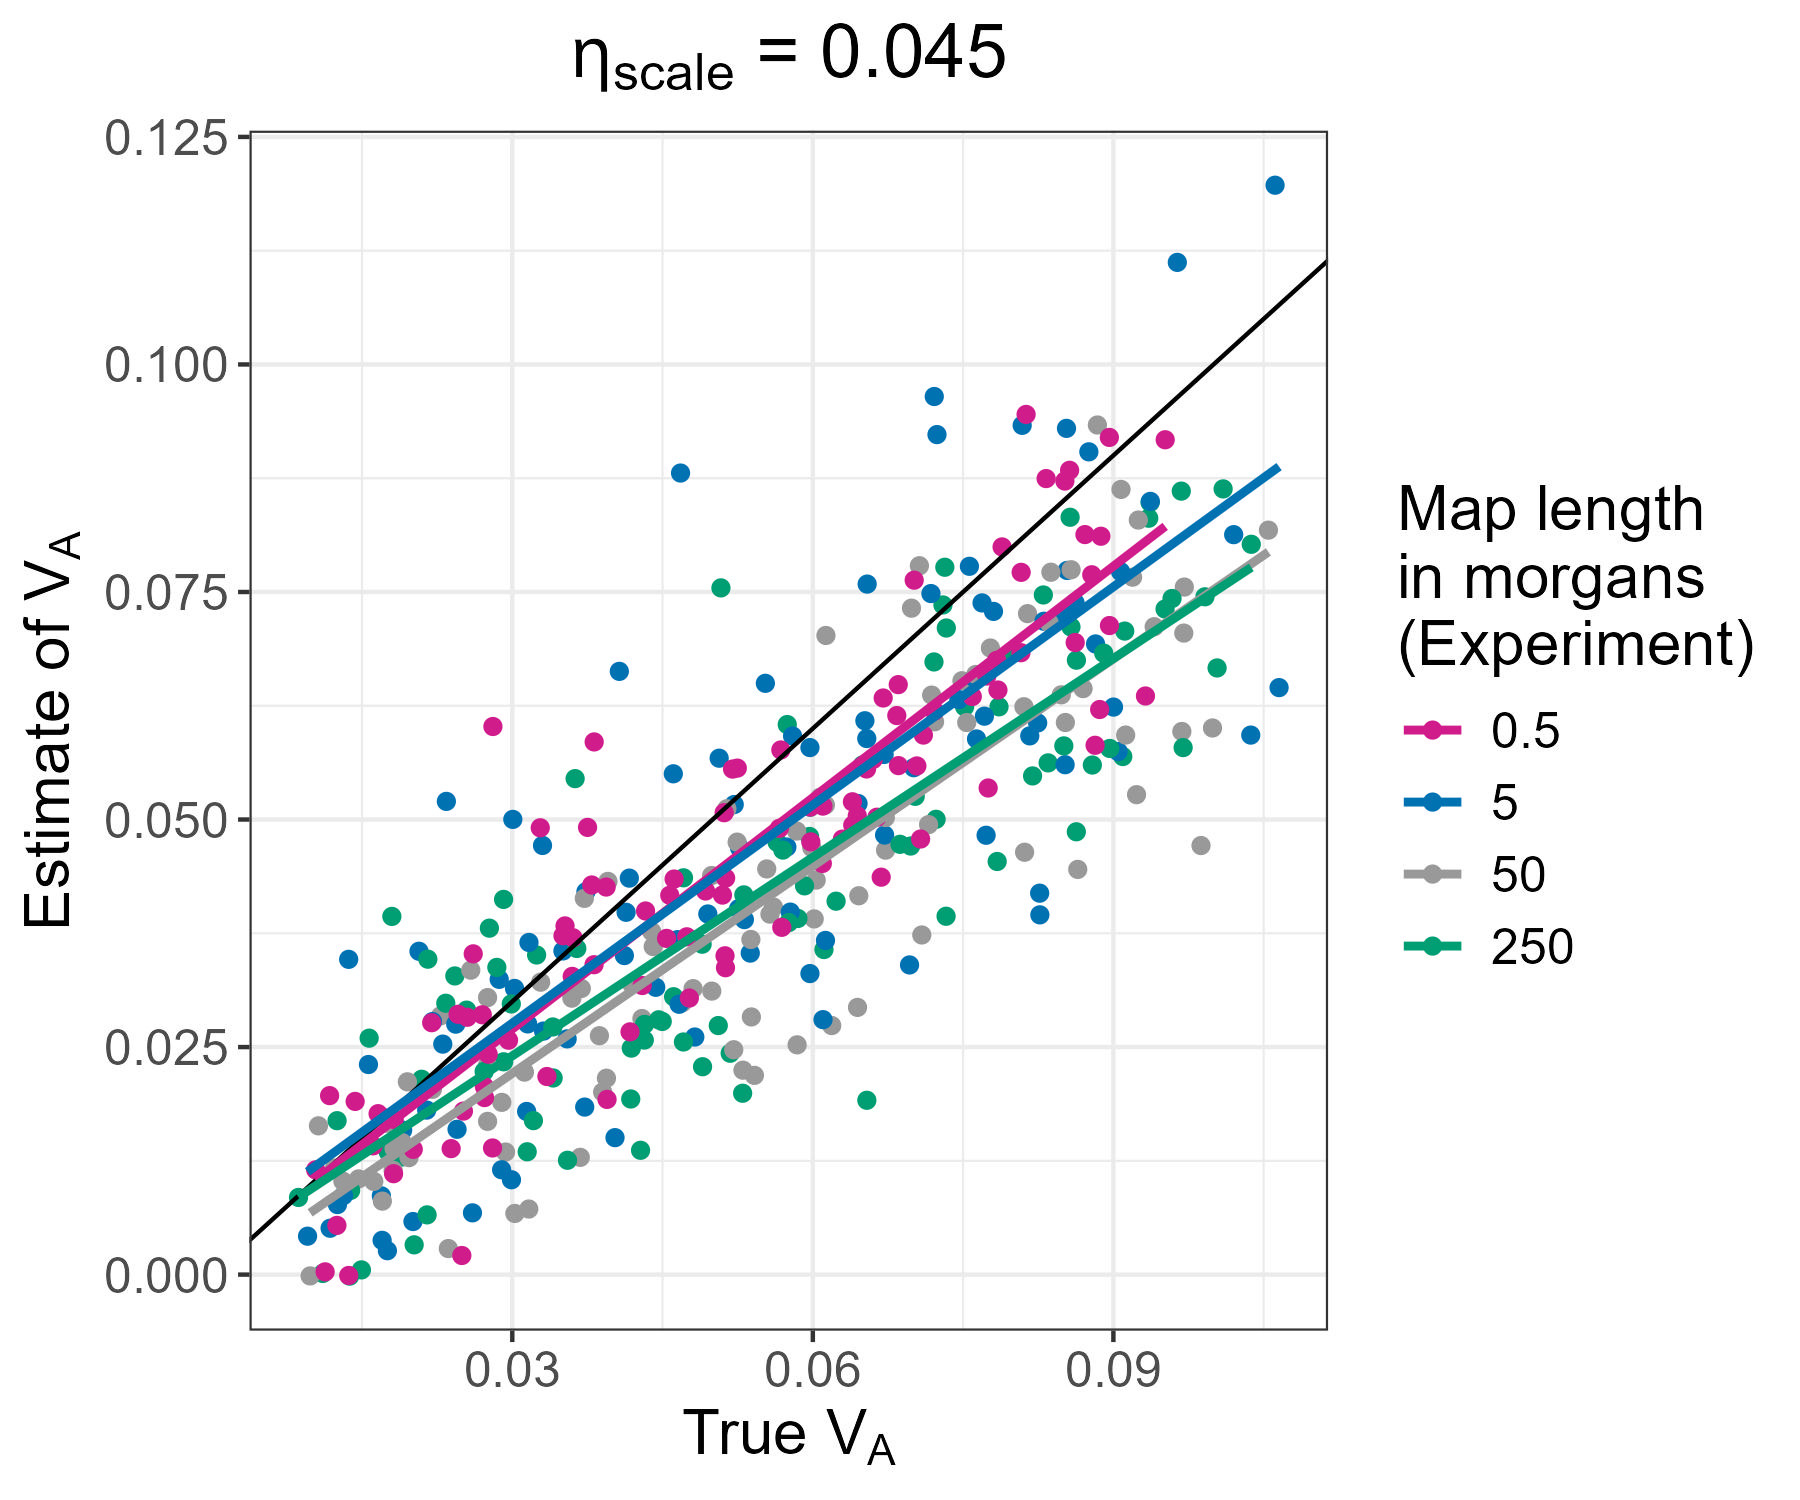 ηscale = 0.045
0.125
0.100
0.075
0.050
0.025
0.000
Estimate of VA
0.03 0.06 0.09
True VA
Map length
in morgans
(Experiment)
0.5
5
50
250